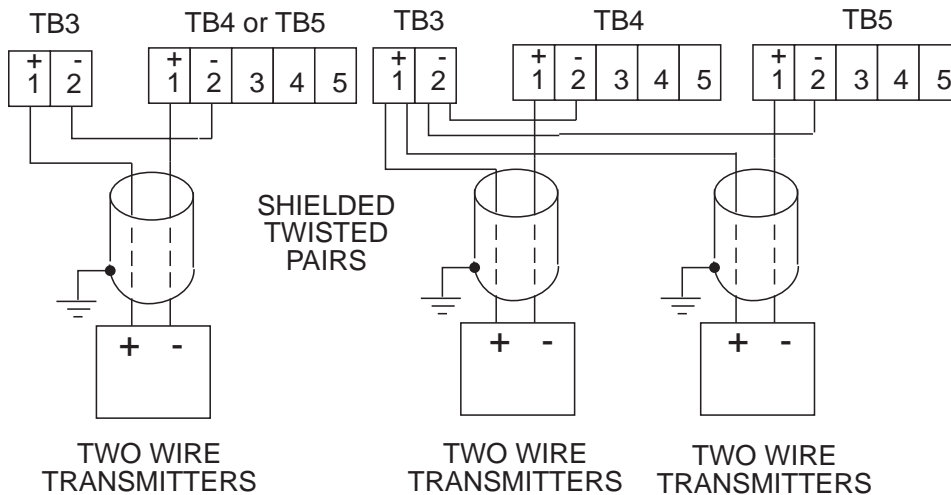 TB3 TB4 or TB5 TB3 TB4 TB5
+ - + - + - + - + -
1 2 1 2 3 4 5 1 2 1 2 3 4 5 1 2 3 4 5
SHIELDED
TWISTED
PAIRS
+ - + - + -
TWO WIRE
TRANSMITTERS
TWO WIRE
TRANSMITTERS
TWO WIRE
TRANSMITTERS